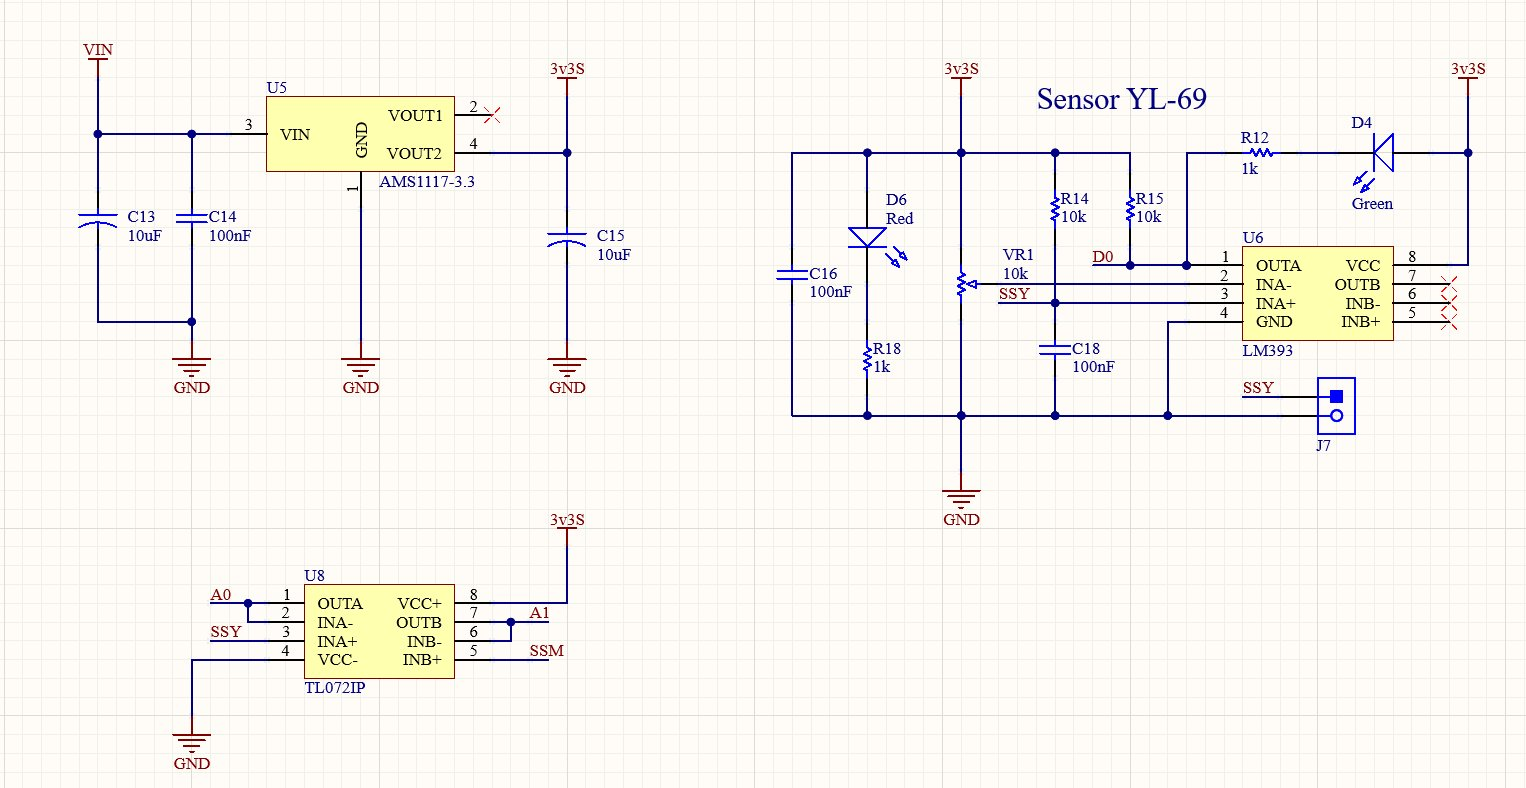 VIN
U5
3
VIN
GND
1
VOUT1
2
VOUT2
4
AMS1117-3.3
3v3S
C13
10uF
C14
100nF
C15
10uF
GND
GND
GND
Sensor YL-69
3v3S
3v3S
D6
Red
R14
10k
R15
10k
R12
1k
D4
Green
C16
100nF
VR1
10k
SSY
D0
R18
1k
C18
100nF
U6
1
OUTA
VCC
8
2
INA-
OUTB
7
3
INA+
INB-
6
4
GND
INB+
5
LM393
SSY
J7
GND
3v3S
U8
A0
1
OUTA
VCC+
8
2
INA-
OUTB
7
A1
SSY
3
INA+
INB-
6
4
VCC-
INB+
5
SSM
TL072IP
GND